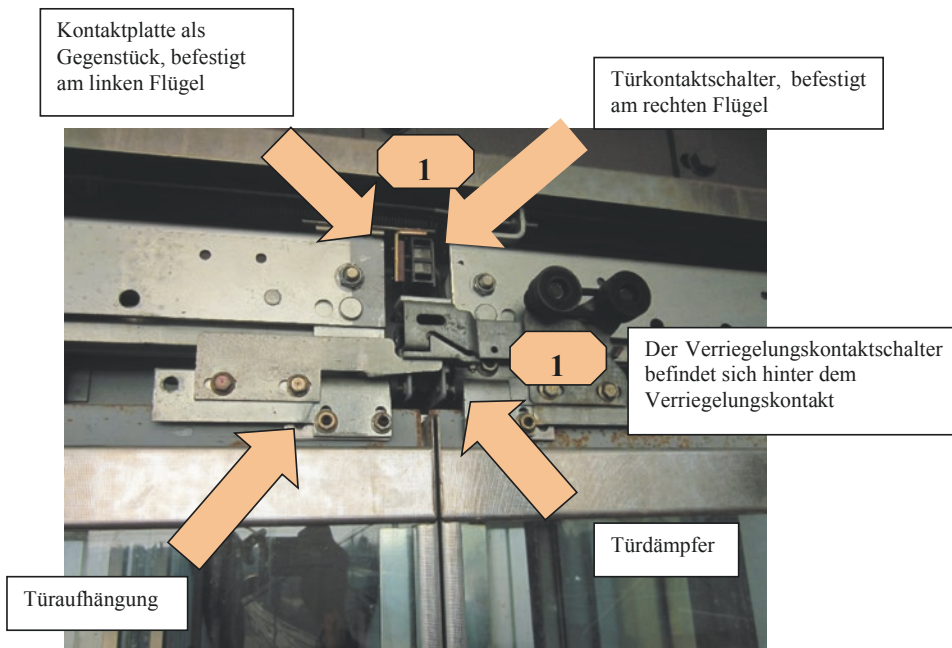 Kontaktplatte als
Gegenstück, befestigt
am linken Flügel
Türkontaktschalter, befestigt
am rechten Flügel
1
1
Der Verriegelungskontaktschalter
befindet sich hinter dem
Verriegelungskontakt
Türdämpfer
Türaufhängung